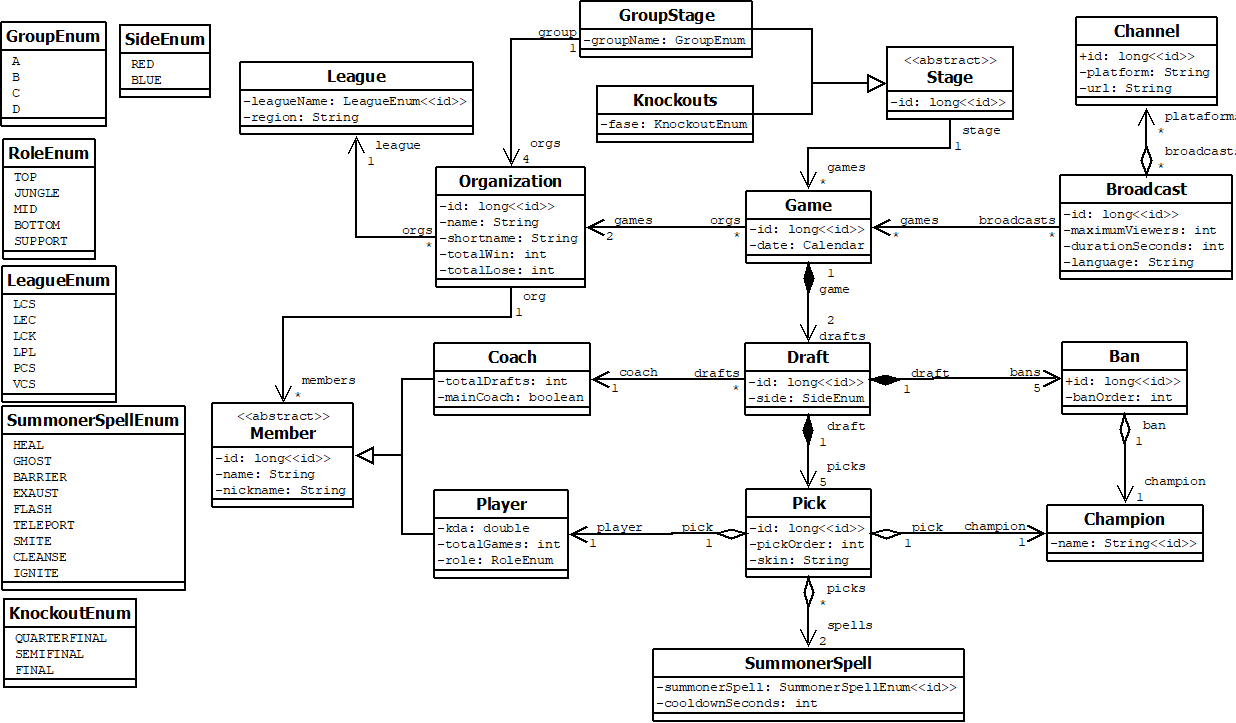 GroupEnum
A
B
C
D
SideEnum
RED
BLUE
RoleEnum
TOP
JUNGLE
MID
BOTTOM
SUPPORT
LeagueEnum
LCS
LEC
LCK
LPL
PCS
VCS
SummonerSpellEnum
HEAL
GHOST
BARRIER
EXAUST
FLASH
TELEPORT
SMITE
CLEANSE
IGNITE
KnockoutEnum
QUARTERFINAL
SEMIFINAL
FINAL
League
-leagueName: LeagueEnum<<id>>
-region: String
league
1
orgs
*
GroupStage
-groupName: GroupEnum
group
1
orgs
4
Knockouts
-fase: KnockoutEnum
<<abstract>>
Stage
-id: long<<id>>
stage
1
games
*
Channel
+id: long<<id>>
-platform: String
-url: String
plataforms
*
broadcasts
*
Organization
-id: long<<id>>
-name: String
-shortname: String
-totalWin: int
-totalLose: int
games
2
orgs
*
Game
-id: long<<id>>
-date: Calendar
games
*
broadcasts
*
Broadcast
-id: long<<id>>
-maximumViewers: int
-durationSeconds: int
-language: String
org
1
members
*
1
game
2
drafts
<<abstract>>
Member
-id: long<<id>>
-name: String
-nickname: String
Coach
-totalDrafts: int
-mainCoach: boolean
coach
1
drafts
*
Draft
-id: long<<id>>
-side: SideEnum
draft
1
bans
5
Ban
+id: long<<id>>
-banOrder: int
draft
1
picks
5
ban
1
champion
1
Player
-kda: double
-totalGames: int
-role: RoleEnum
player
1
pick
1
Pick
-id: long<<id>>
-pickOrder: int
-skin: String
pick
1
champion
1
Champion
-name: String<<id>>
picks
*
spells
2
SummonerSpell
-summonerSpell: SummonerSpellEnum<<id>>
-cooldownSeconds: int